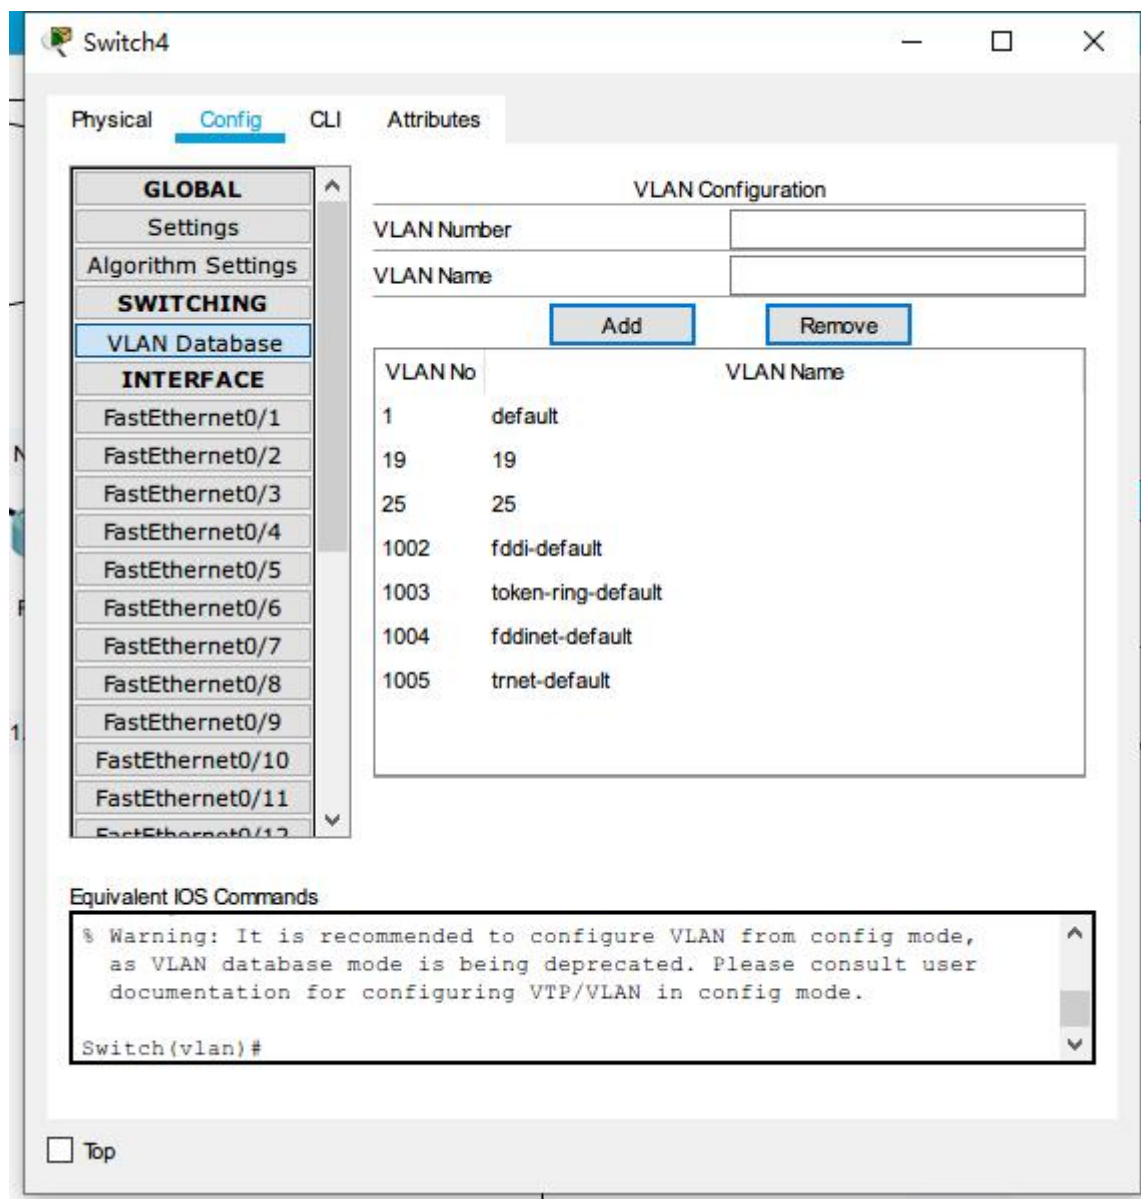 Switch4
Physical Config CLI Attributes
GLOBAL
Settings
Algorithm Settings
SWITCHING
VLAN Database
INTERFACE
FastEthernet0/1
FastEthernet0/2
FastEthernet0/3
FastEthernet0/4
FastEthernet0/5
FastEthernet0/6
FastEthernet0/7
FastEthernet0/8
FastEthernet0/9
FastEthernet0/10
FastEthernet0/11
FastEthernet0/12
VLAN Configuration
VLAN Number
VLAN Name
Add Remove
VLAN No VLAN Name
1 default
19 19
25 25
1002 fddi-default
1003 token-ring-default
1004 fddinet-default
1005 trnet-default
Equivalent IOS Commands
% Warning: It is recommended to configure VLAN from config mode,
as VLAN database mode is being deprecated. Please consult user
documentation for configuring VTP/VLAN in config mode.
Switch(vlan)#
Top